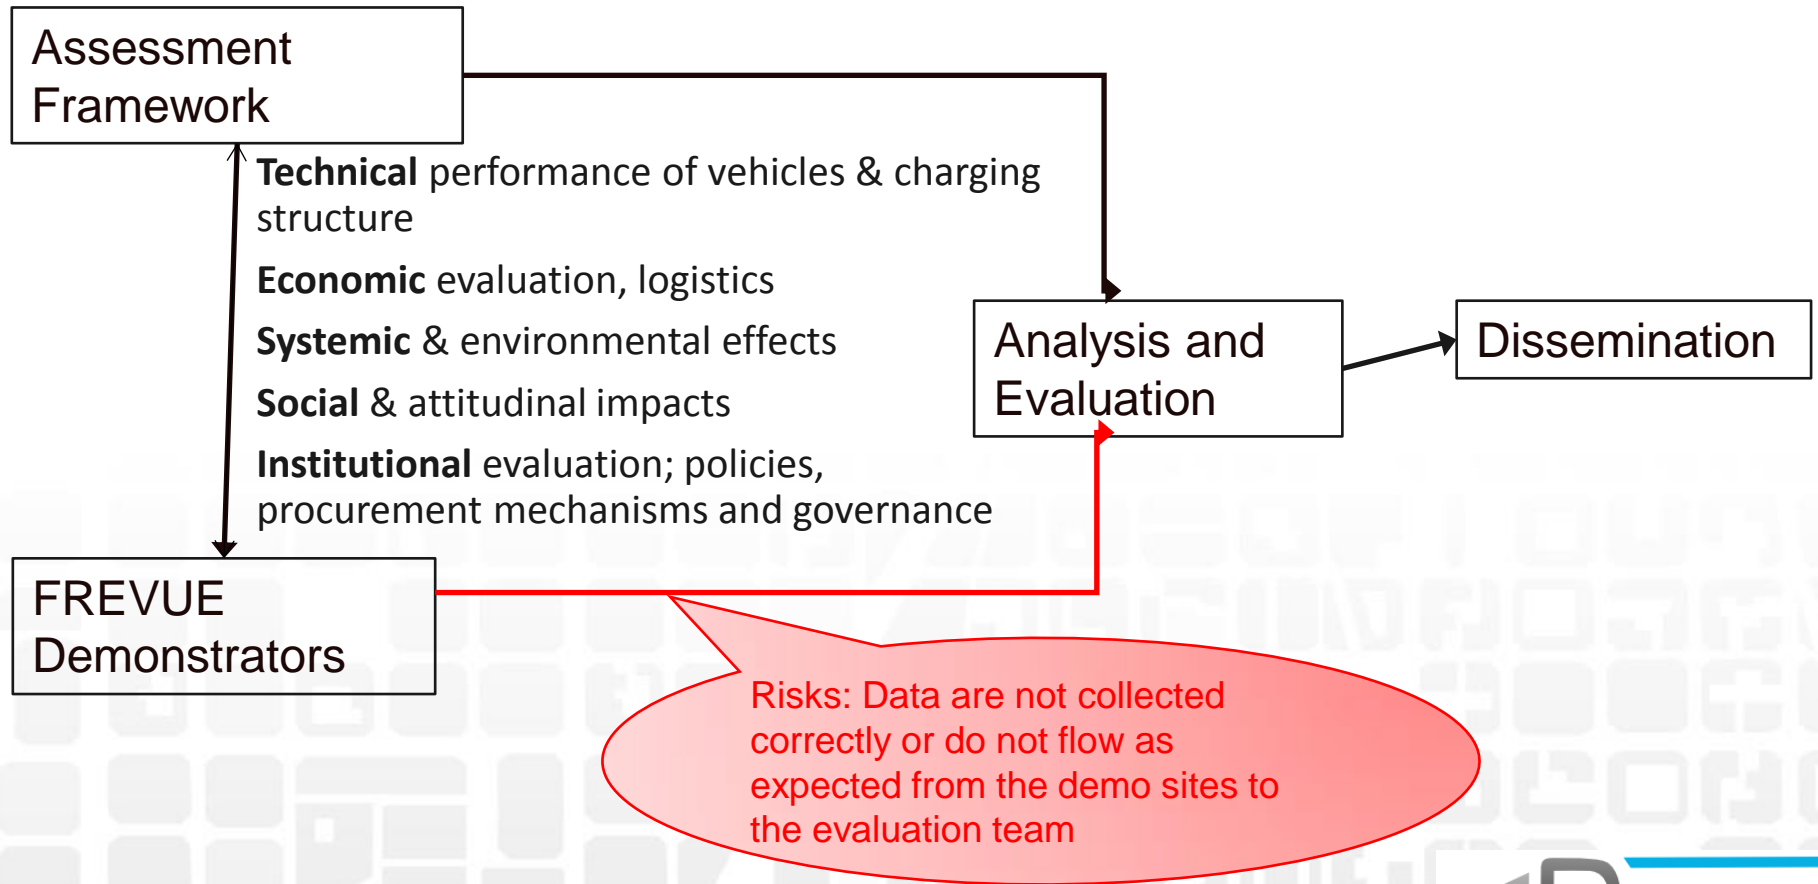 Assessment
Framework
Technical performance of vehicles & charging
structure
Economic evaluation, logistics
Systemic & environmental effects
Social & attitudinal impacts
Institutional evaluation; policies,
procurement mechanisms and governance
FREVUE
Demonstrators
Analysis and
Evaluation
Dissemination
Risks: Data are not collected
correctly or do not flow as
expected from the demo sites to
the evaluation team